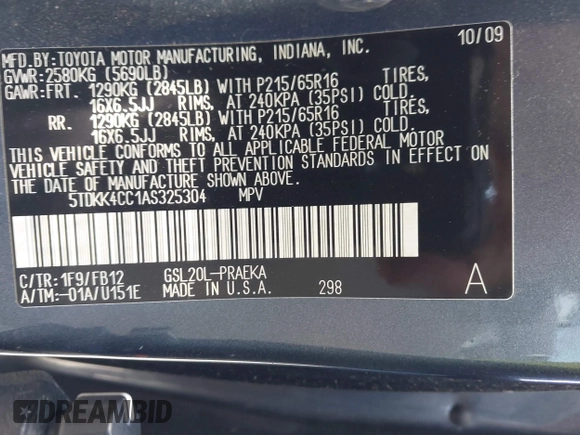 MFD.BY:TOYOTA MOTOR MANUFACTURING, INDIANA, INC. 10/09
GVWR:2580KG (5690LB)
GAWR:FRT. 1290KG (2845LB) WITH P215/65R16 TIRES,
16X6.5JJ RIMS, AT 240KPA (35PSI) COLD.
RR. 1290KG (2845LB) WITH P215/65R16 TIRES,
16X6.5JJ RIMS, AT 240KPA (35PSI) COLD.
THIS VEHICLE CONFORMS TO ALL APPLICABLE FEDERAL MOTOR
VEHICLE SAFETY AND THEFT PREVENTION STANDARDS IN EFFECT
ON THE DATE OF MANUFACTURE SHOWN ABOVE.
5TDKK4CC1AS325304 MPV
C/TR:1F9/FB12 GSL20L-PRAEKA
A/TM:-01A/U151E MADE IN U.S.A. 298 A
DREAMBID